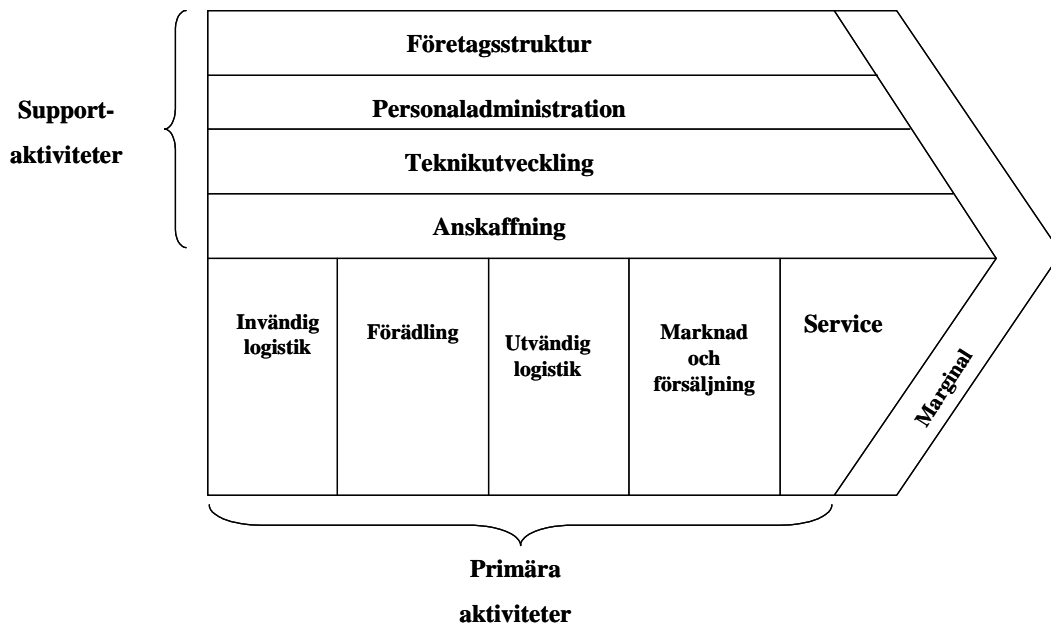 Företagsstruktur
Support-
aktiviteter
Personaladministration
Teknikutveckling
Anskaffning
Invändig
logistik
Förädling
Utvändig
logistik
Marknad
och
försäljning
Service
Marginal
Primära
aktiviteter